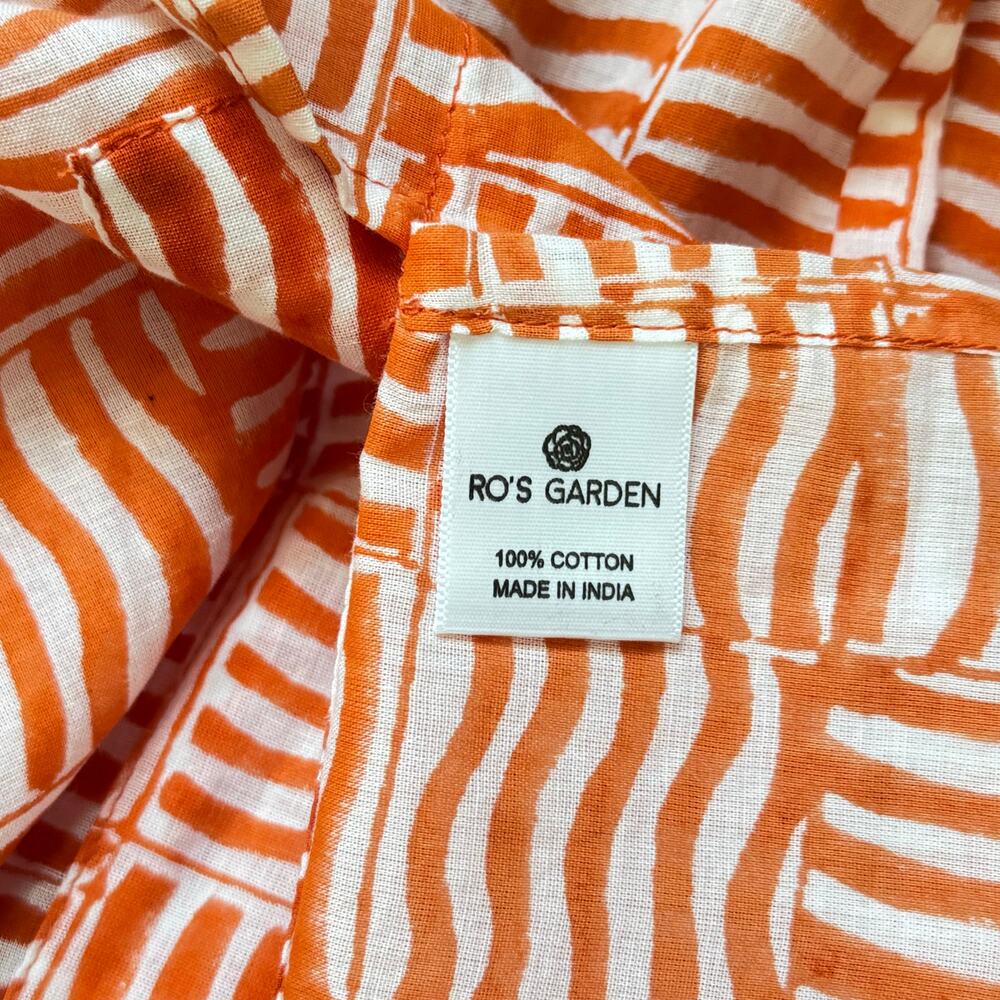 RO'S GARDEN
100% COTTON
MADE IN INDIA